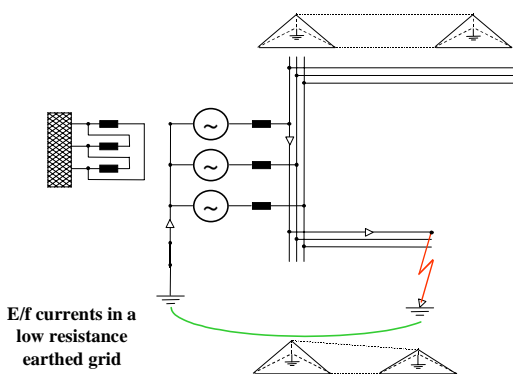 E/f currents in a
low resistance
earthed grid